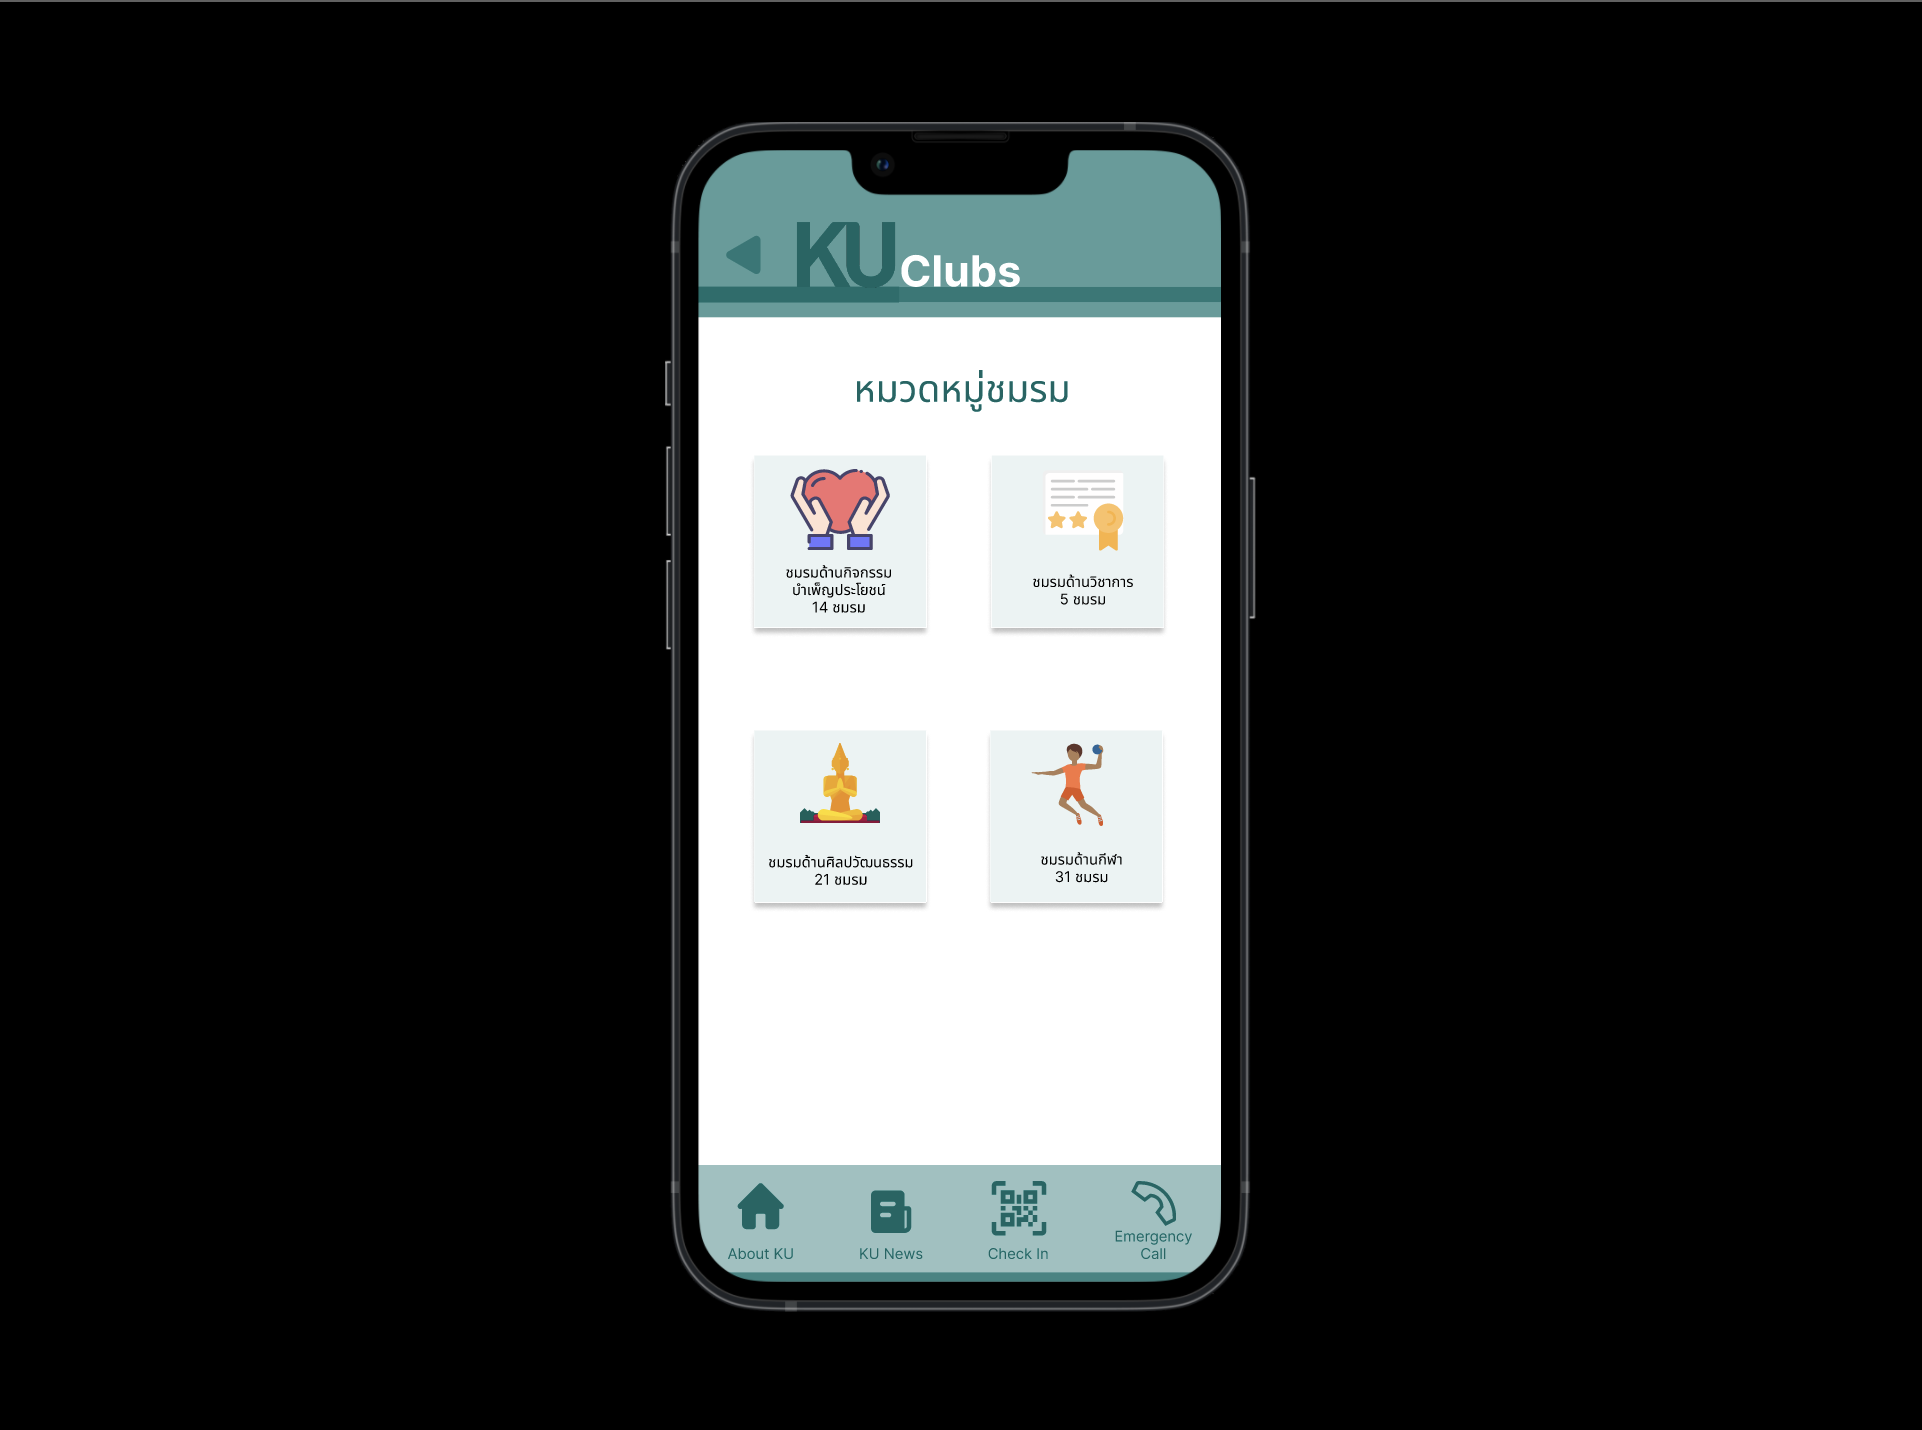 KU Clubs
หมวดหมู่ชมรม
ชมรมด้านกิจกรรม
บำเพ็ญประโยชน์
14 ชมรม
ชมรมด้านวิชาการ
5 ชมรม
ชมรมด้านศิลปวัฒนธรรม
21 ชมรม
ชมรมด้านกีฬา
31 ชมรม
About KU
KU News
Check In
Emergency
Call